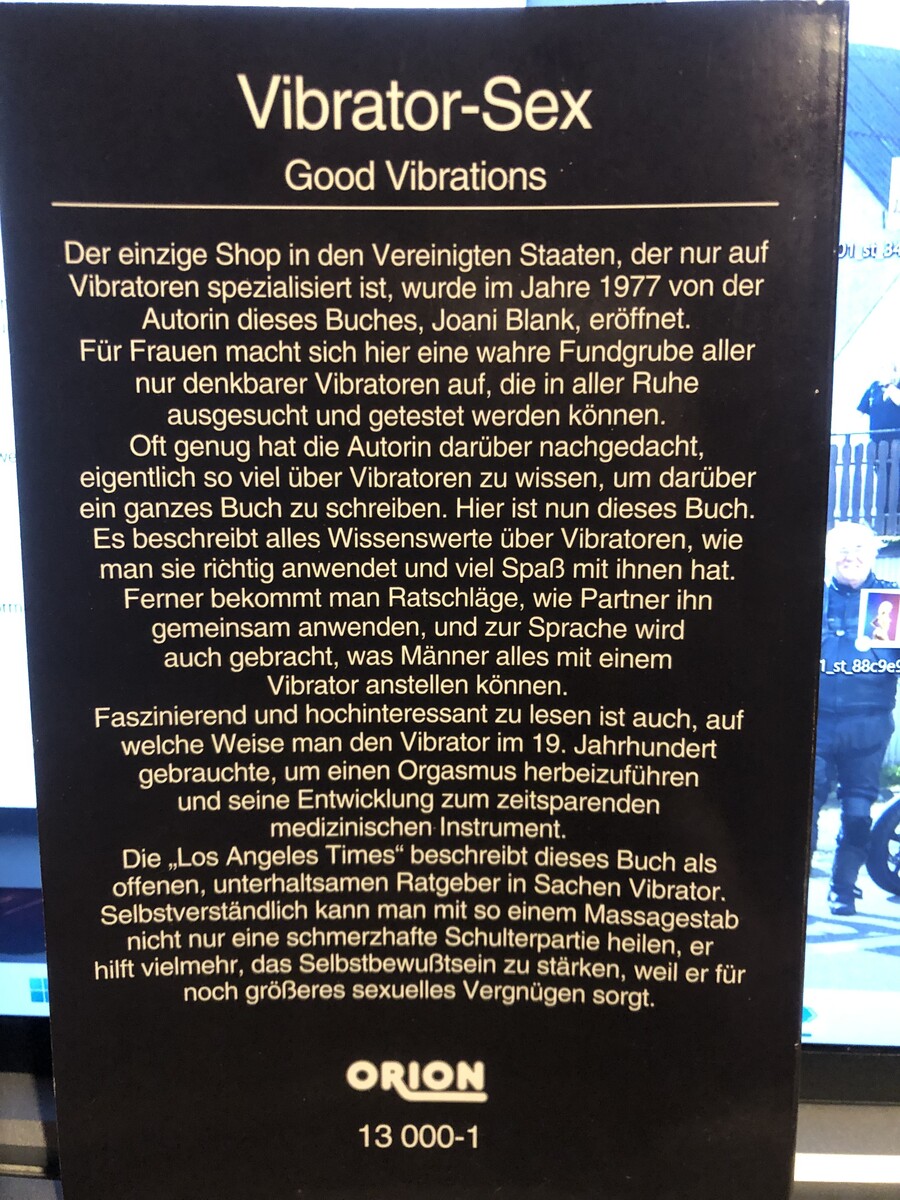 Vibrator-Sex
Good Vibrations
Der einzige Shop in den Vereinigten Staaten, der nur auf
Vibratoren spezialisiert ist, wurde im Jahre 1977 von der
Autorin dieses Buches, Joani Blank, eröffnet.
Für Frauen macht sich hier eine wahre Fundgrube aller
nur denkbarer Vibratoren auf, die in aller Ruhe
ausgesucht und getestet werden können.
Oft genug hat die Autorin darüber nachgedacht,
eigentlich so viel über Vibratoren zu wissen, um darüber
ein ganzes Buch zu schreiben. Hier ist nun dieses Buch.
Es beschreibt alles Wissenswerte über Vibratoren, wie
man sie richtig anwendet und viel Spaß mit ihnen hat.
Ferner bekommt man Ratschläge, wie Partner ihn
gemeinsam anwenden, und zur Sprache wird
auch gebracht, was Männer alles mit einem
Vibrator anstellen können.
Faszinierend und hochinteressant zu lesen ist auch, auf
welche Weise man den Vibrator im 19. Jahrhundert
gebrauchte, um einen Orgasmus herbeizuführen
und seine Entwicklung zum zeitsparenden
medizinischen Instrument.
Die „Los Angeles Times“ beschreibt dieses Buch als
offenen, unterhaltsamen Ratgeber in Sachen Vibrator.
Selbstverständlich kann man mit so einem Massagestab
nicht nur eine schmerzhafte Schulterpartie heilen, er
hilft vielmehr, das Selbstbewußtsein zu stärken, weil er für
noch größeres sexuelles Vergnügen sorgt.
ORION
13 000-1